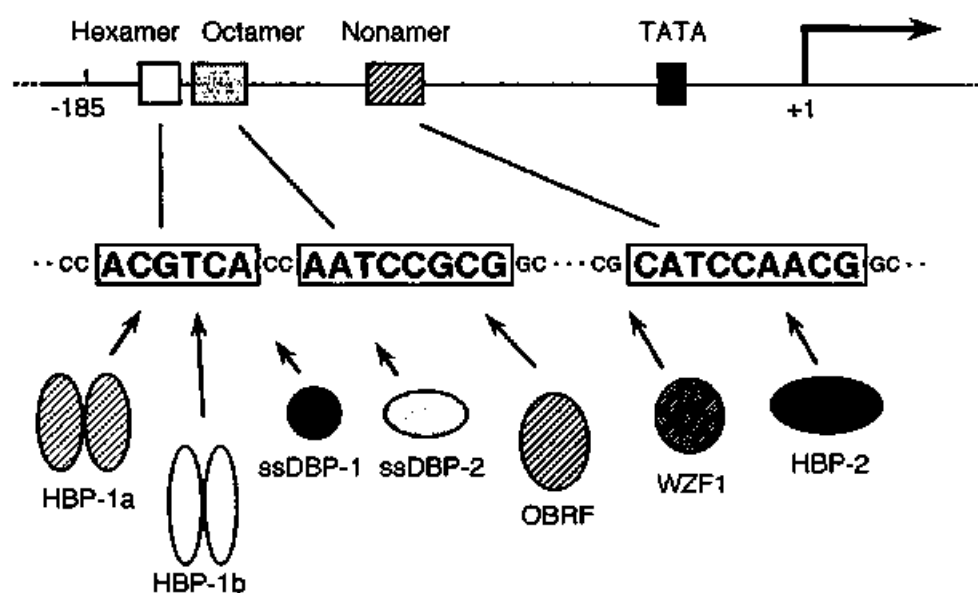 Hexamer Octamer Nonamer TATA
-185 +1
··CC ACGTCA CC AATCCGCG GC···CG CATCCAACG GC··
ssDBP-1 ssDBP-2 WZF1 HBP-2
HBP-1a OBRF
HBP-1b